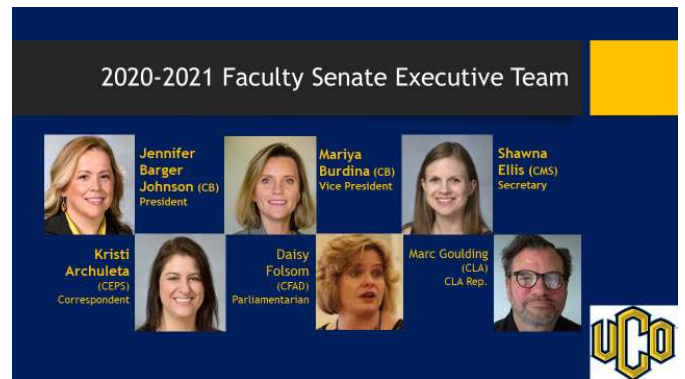 2020-2021 Faculty Senate Executive Team
Jennifer
Barger
Johnson (CB)
President
Mariya
Burdina (CB)
Vice President
Shawna
Ellis (CMS)
Secretary
Kristi
Archuleta
(CEPS)
Correspondent
Daisy
Folsom
(CFAD)
Parliamentarian
Marc Goulding
(CLA)
CLA Rep.
UCO